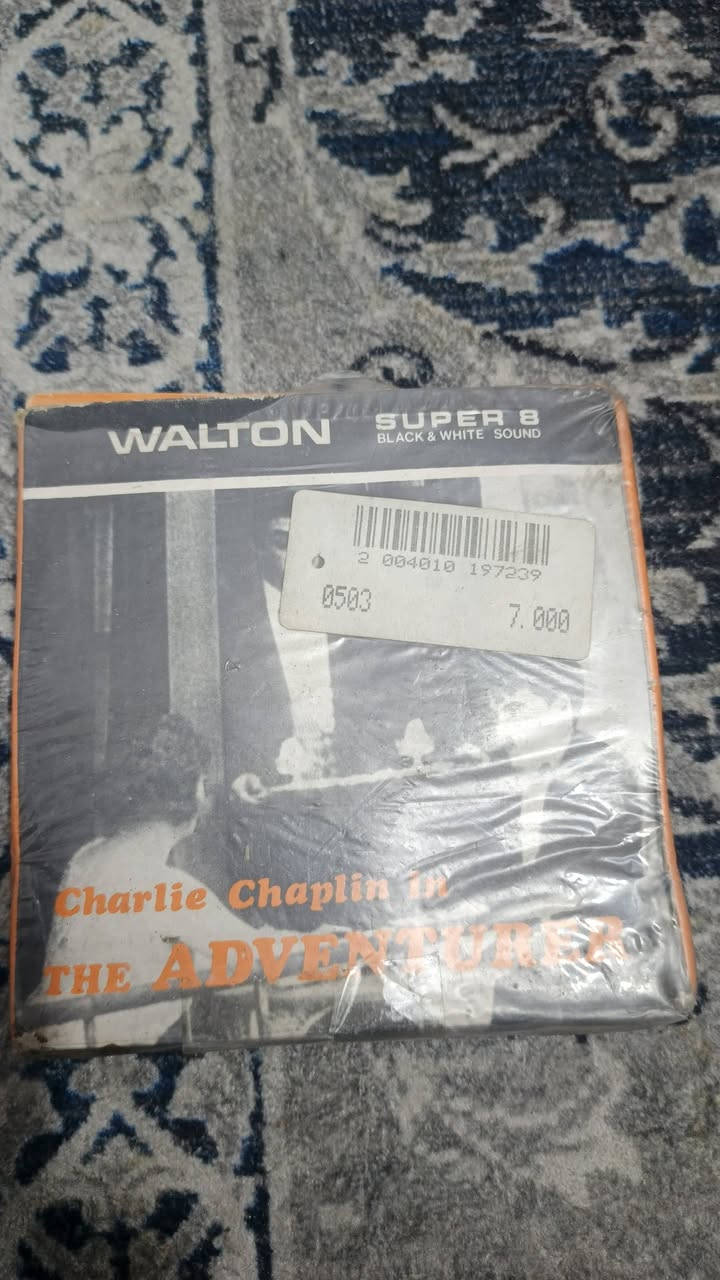 WALTON
SUPER 8
BLACK & WHITE SOUND
2 004010 197239
0503
7.000
Charlie Chaplin in
THE ADVENTURER